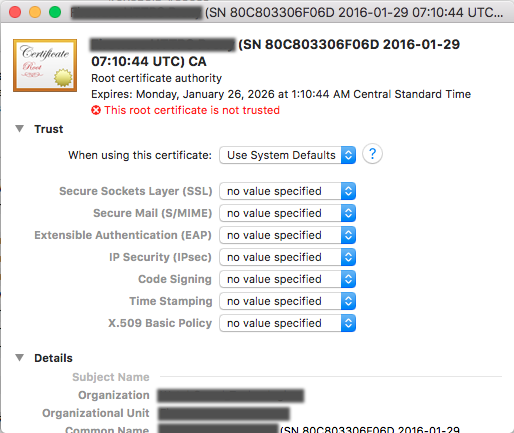 (SN 80C803306F06D 2016-01-29 07:10:44 UTC...
Certificate
Root
(SN 80C803306F06D 2016-01-29
07:10:44 UTC) CA
Root certificate authority
Expires: Monday, January 26, 2026 at 1:10:44 AM Central Standard Time
This root certificate is not trusted
Trust
When using this certificate: Use System Defaults ?
Secure Sockets Layer (SSL) no value specified
Secure Mail (S/MIME) no value specified
Extensible Authentication (EAP) no value specified
IP Security (IPsec) no value specified
Code Signing no value specified
Time Stamping no value specified
X.509 Basic Policy no value specified
Details
Subject Name
Organization
Organizational Unit
Common Name (SN 80C803306F06D 2016-01-29